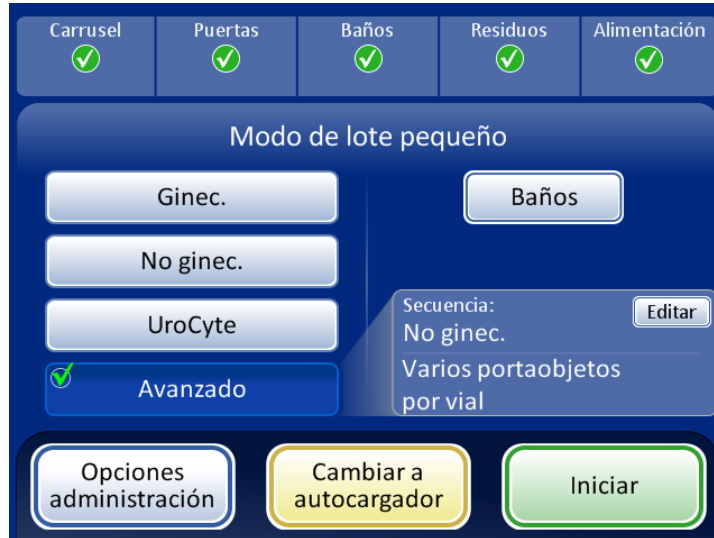 Carrusel
Puertas
Baños
Residuos
Alimentación
Modo de lote pequeño
Ginec.
Baños
No ginec.
UroCyte
Secuencia:
Editar
No ginec.
Avanzado
Varios portaobjetos
por vial
Opciones
administración
Cambiar a
autocargador
Iniciar